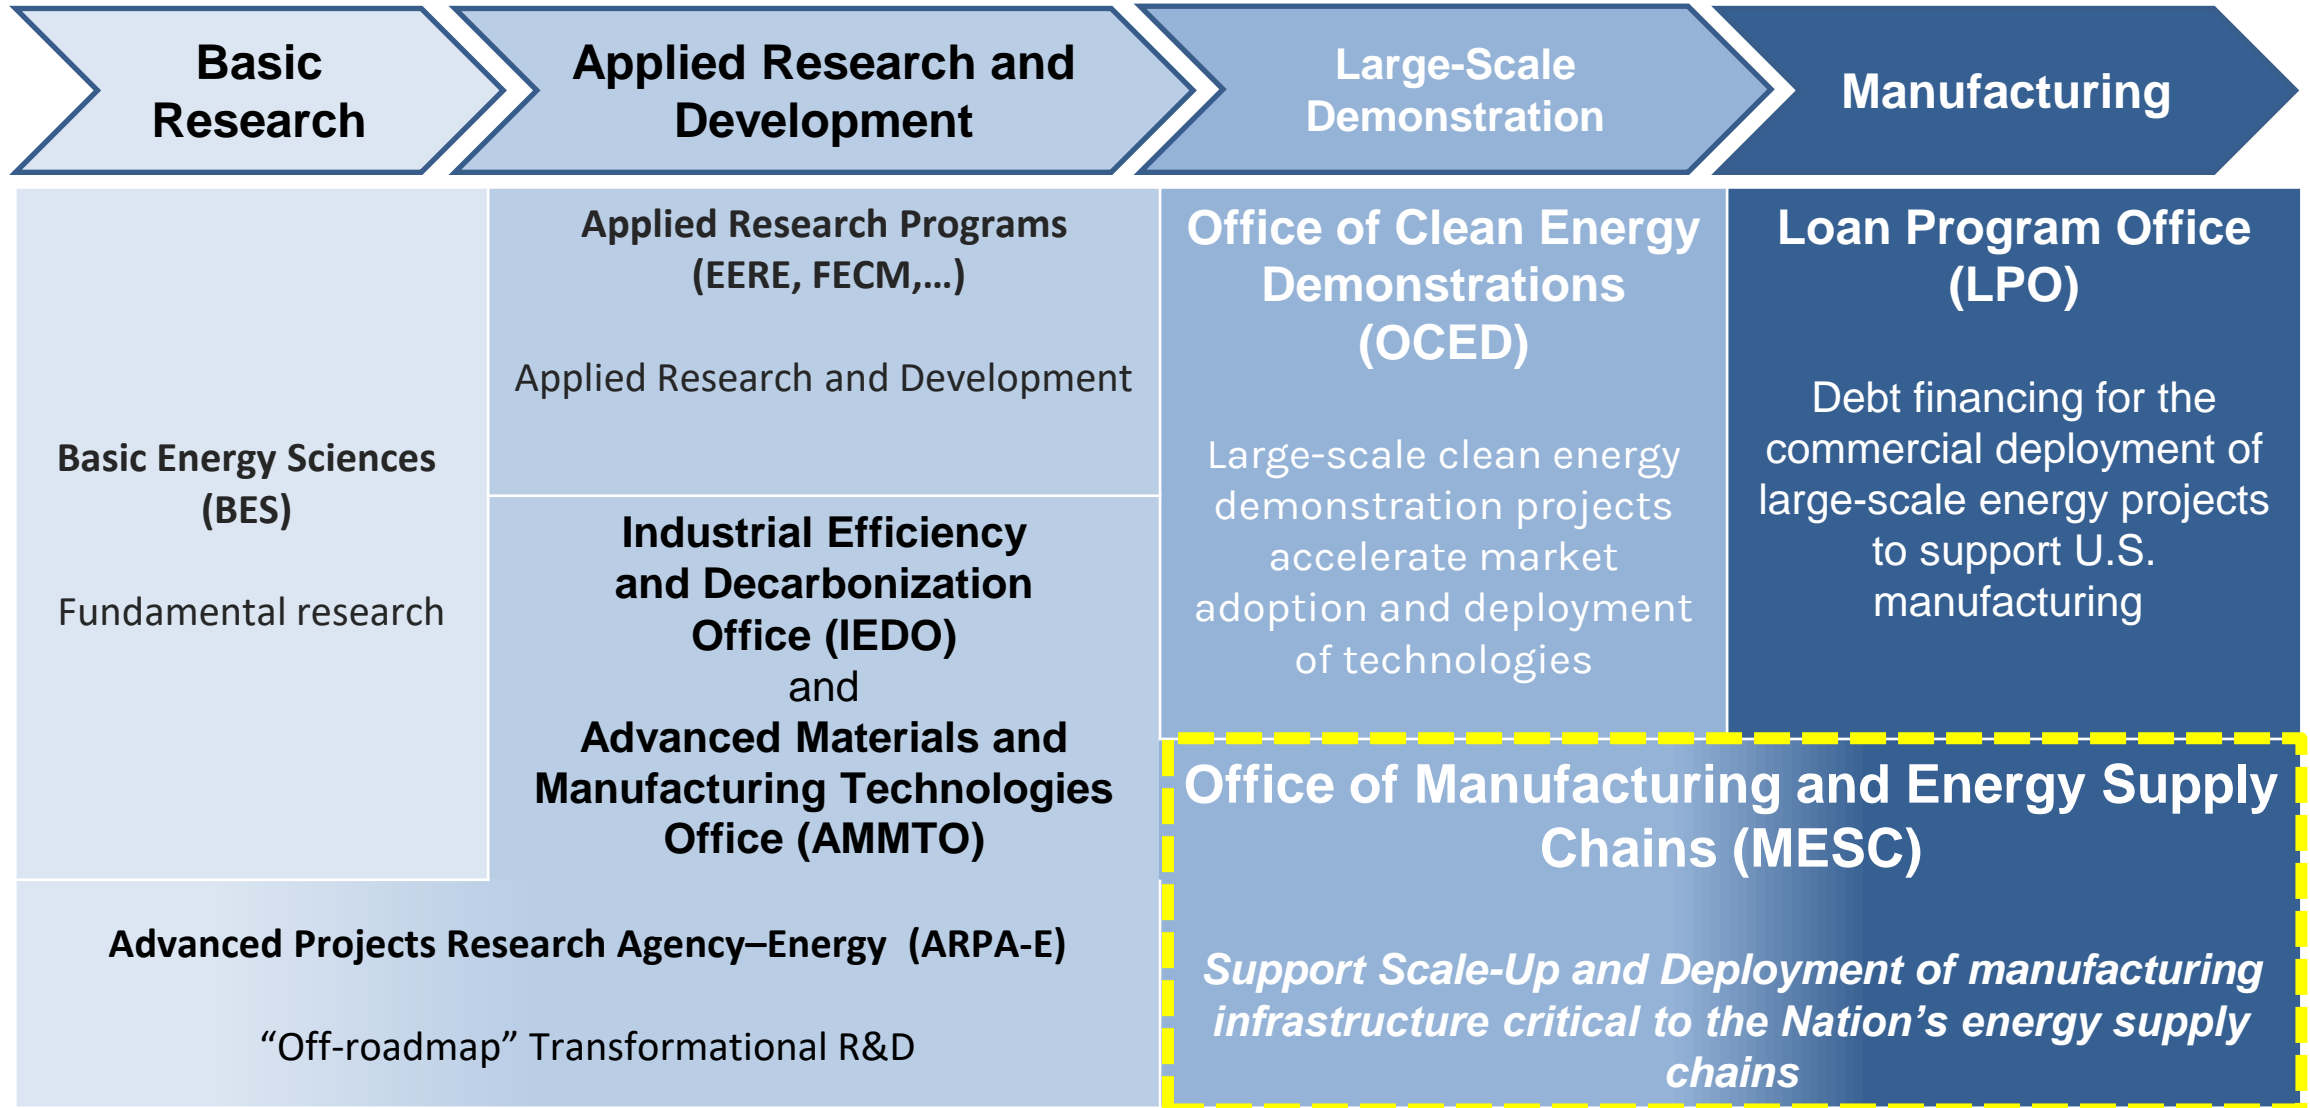 Basic
Research
Applied Research and
Development
Large-Scale
Demonstration
Manufacturing
Basic Energy Sciences
(BES)
Fundamental research
Applied Research Programs
(EERE, FECM,...)
Applied Research and Development
Industrial Efficiency
and Decarbonization
Office (IEDO)
and
Advanced Materials and
Manufacturing Technologies
Office (AMMTO)
Advanced Projects Research Agency–Energy  (ARPA-E)
“Off-roadmap” Transformational R&D
Office of Clean Energy
Demonstrations
(OCED)
Large-scale clean energy
demonstration projects
accelerate market
adoption and deployment
of technologies
Loan Program Office
(LPO)
Debt financing for the
commercial deployment of
large-scale energy projects
to support U.S.
manufacturing
Office of Manufacturing and Energy Supply
Chains (MESC)
Support Scale-Up and Deployment of manufacturing
infrastructure critical to the Nation’s energy supply
chains